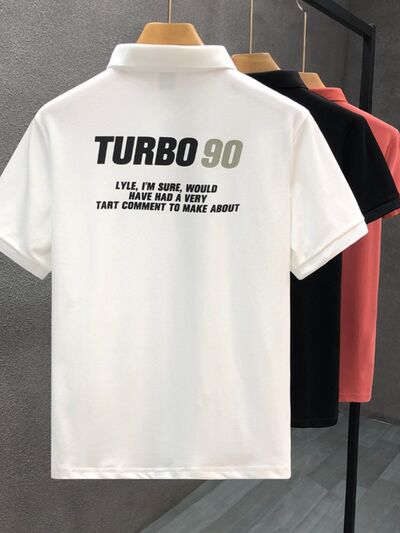 TURBO 90
LYLE, I'M SURE, WOULD
HAVE HAD A VERY
TART COMMENT TO MAKE ABOUT